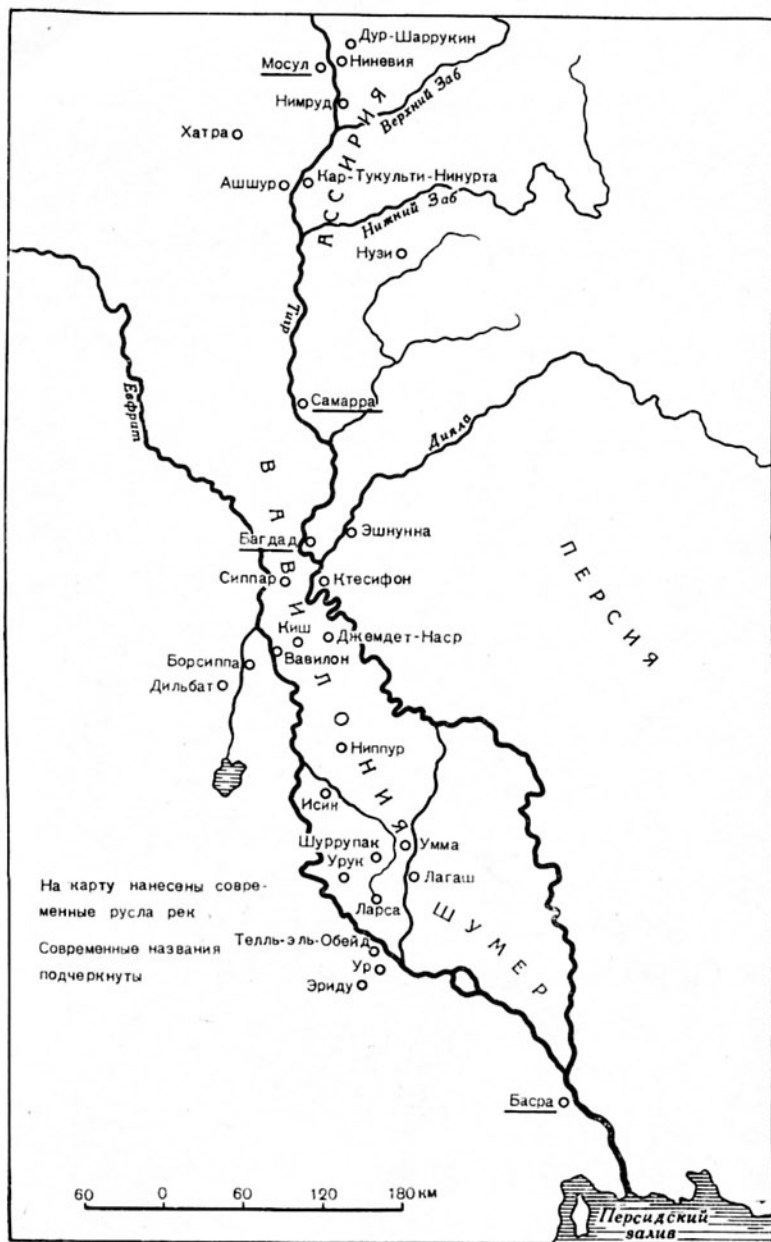 Дур-Шаррукин
Мосул
Ниневия
Нимруд
Верхний Заб
Хатра
АССИРИЯ
Ашшур
Кар-Тукульти-Нинурта
Нижний Заб
Нузи
Тигр
Евфрит
Самарра
Дияла
ВАВИЛОНИЯ
Багдад
Эшнунна
ПЕРСИЯ
Сиппар
Ктесифон
Киш
Джемдет-Наср
Борсиппа
Вавилон
Дильбат
Ниппур
Исин
Шуррупак
Умма
Урук
Лагаш
Ларса
ШУМЕР
На карту нанесены совре-
менные русла рек
Современные названия
подчеркнуты
Телль-эль-Обейд
Ур
Эриду
Басра
60 0 60 120 180 км
Персидский
залив